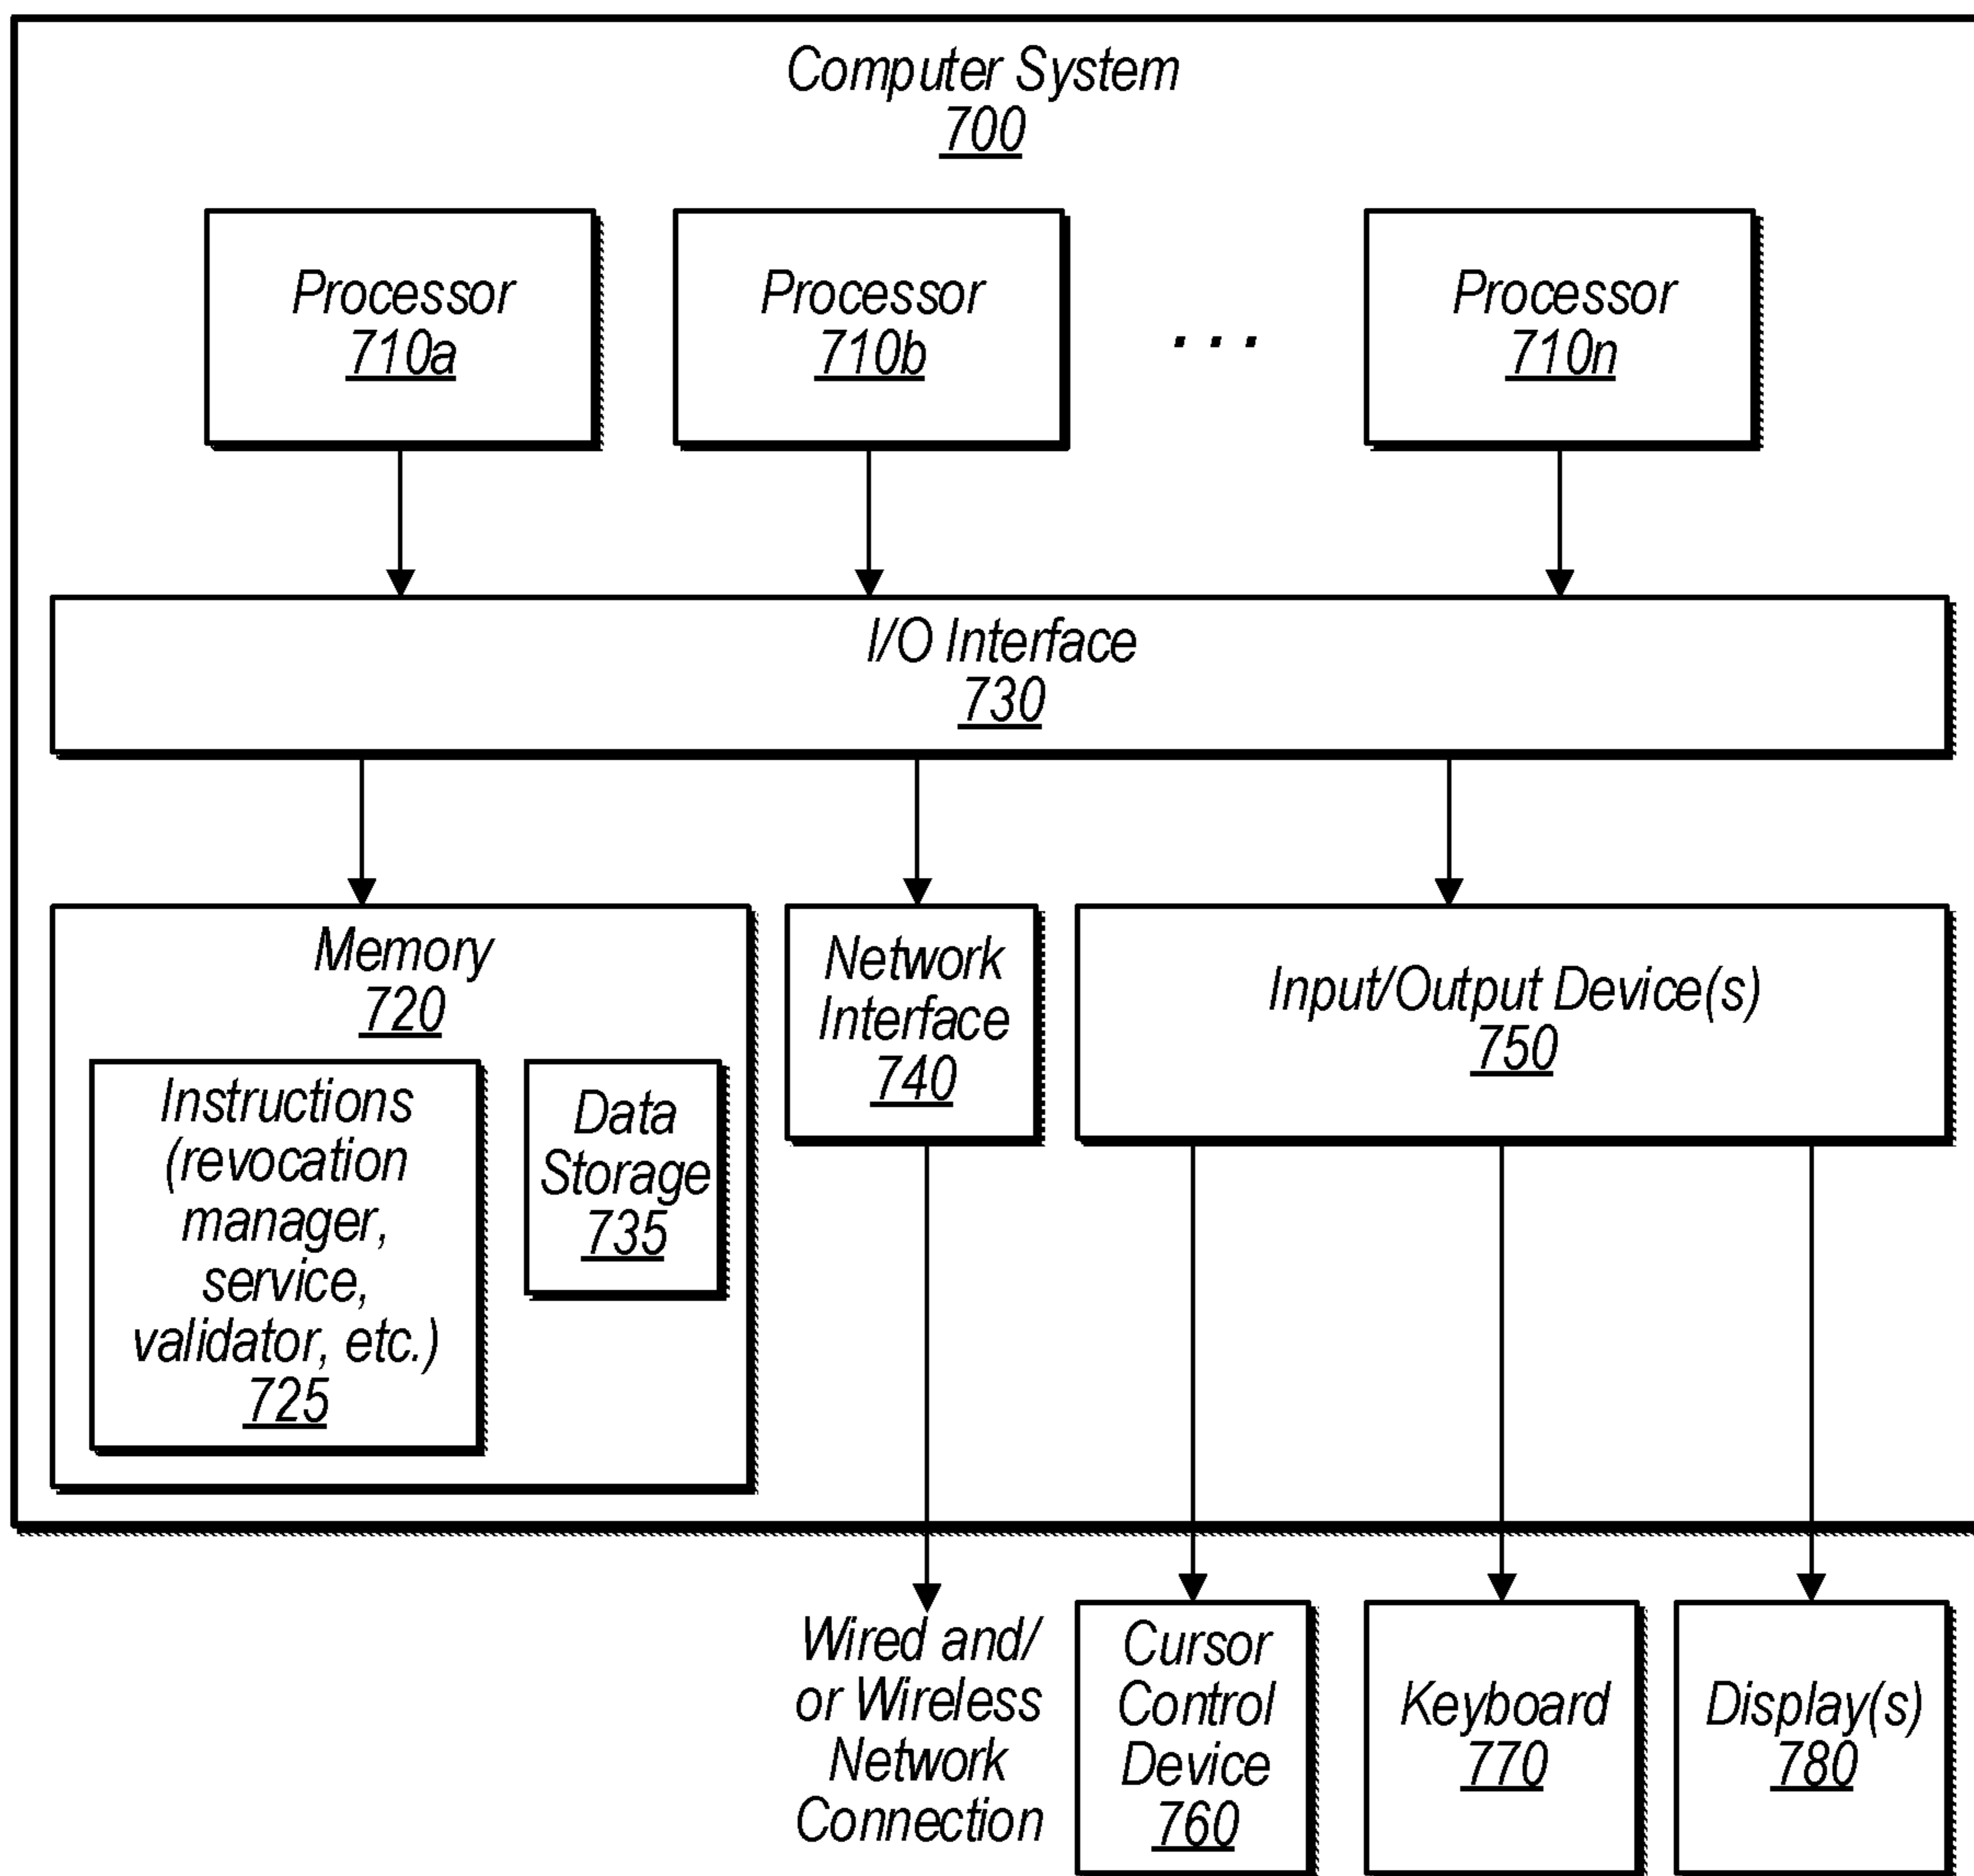 Computer System
700
Processor
710a
Processor
710b
. . .
Processor
710n
I/O Interface
730
Memory
720
Instructions
(revocation
manager,
service,
validator, etc.)
725
Data
Storage
735
Network
Interface
740
Input/Output Device(s)
750
Wired and/
or Wireless
Network
Connection
Cursor
Control
Device
760
Keyboard
770
Display(s)
780